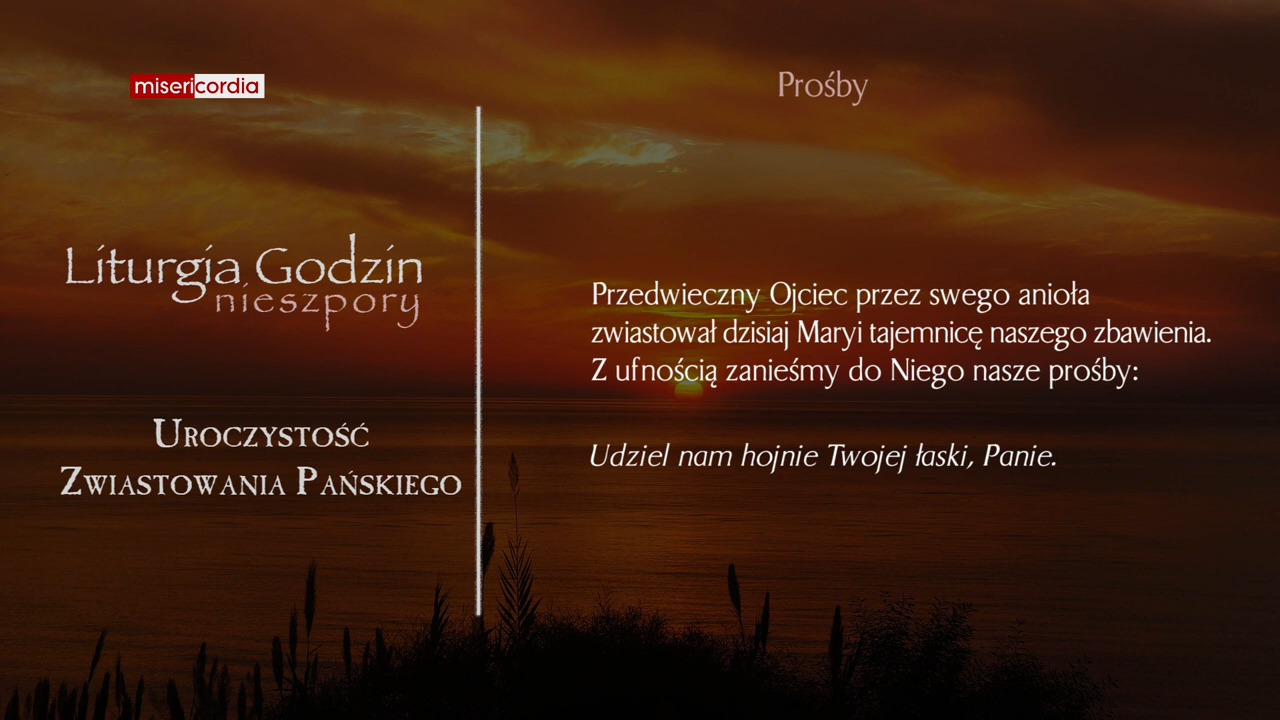 misericordia
Prośby
Liturgia Godzin
nieszpory
Uroczystość
Zwiastowania Pańskiego
Przedwieczny Ojciec przez swego anioła
zwiastował dzisiaj Maryi tajemnicę naszego zbawienia.
Z ufnością zanieśmy do Niego nasze prośby:
Udziel nam hojnie Twojej łaski, Panie.